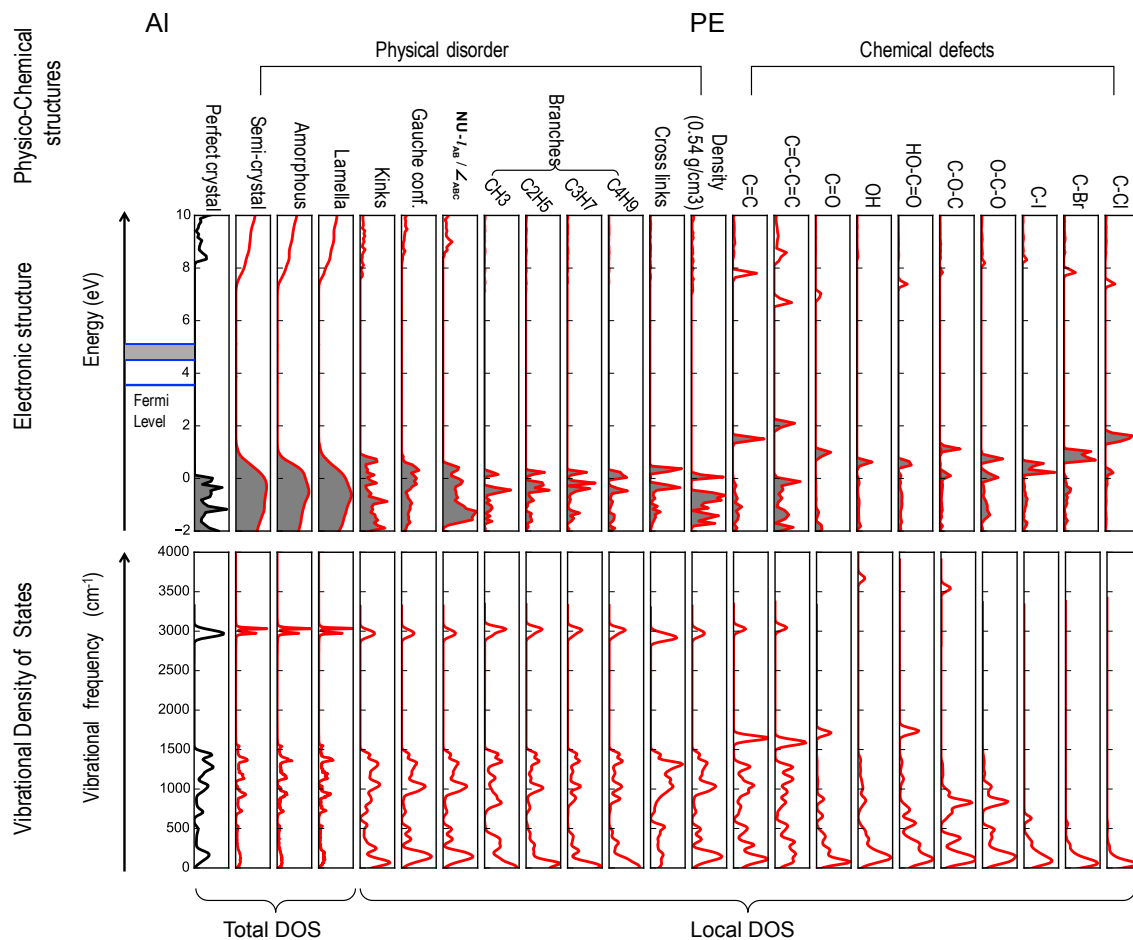 Al
PE
Physico-Chemical
structures
Physical disorder
Chemical defects
Branches
Perfect crystal
Semi-crystal
Amorphous
Lamella
Kinks
Gauche conf.
NU-l_AB / ∠_ABC
CH3
C2H5
C3H7
C4H9
Cross links
Density
(0.54 g/cm3)
C=C
C=C-C=C
C=O
OH
HO-C=O
C-O-C
O-C-O
C-I
C-Br
C-Cl
Electronic structure
Energy (eV)
10
8
6
4
2
0
−2
Fermi
Level
Vibrational Density of States
Vibrational frequency (cm⁻¹)
4000
3500
3000
2500
2000
1500
1000
500
0
Total DOS
Local DOS